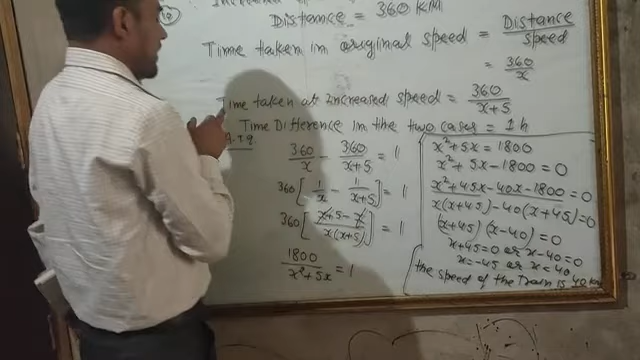 Distance = 360 KM
Time taken in original speed = Distance/Speed
= 360/x
Time taken at increased speed = 360/x+5
Time Difference in the two cases = 1 h
A.T.Q.
360/x - 360/x+5 = 1
360[1/x - 1/x+5] = 1
360[x+5-x/x(x+5)] = 1
1800/x²+5x = 1
x²+5x = 1800
x²+5x-1800 = 0
x²+45x-40x-1800 = 0
x(x+45)-40(x+45)=0
(x+45)(x-40)=0
x+45=0 or x-40=0
x=-45 or x=40
the speed of the Train is 40 km